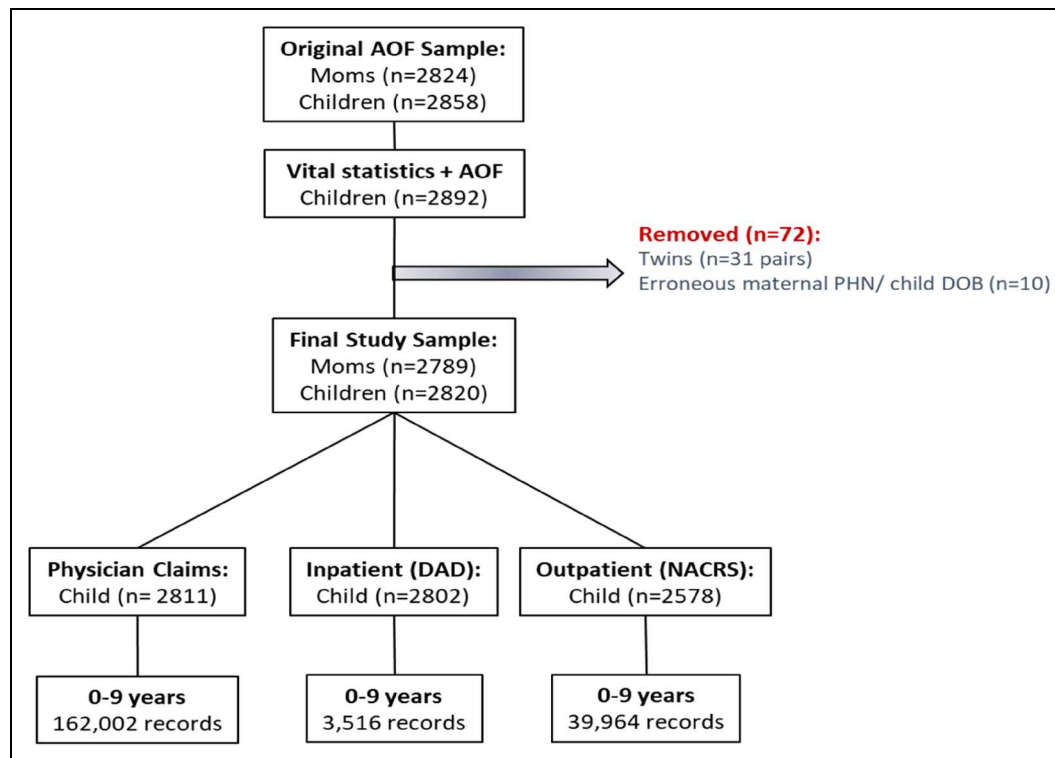 Original AOF Sample:
Moms (n=2824)
Children (n=2858)
Vital statistics + AOF
Children (n=2892)
Removed (n=72):
Twins (n=31 pairs)
Erroneous maternal PHN/ child DOB (n=10)
Final Study Sample:
Moms (n=2789)
Children (n=2820)
Physician Claims:
Child (n= 2811)
Inpatient (DAD):
Child (n=2802)
Outpatient (NACRS):
Child (n=2578)
0-9 years
162,002 records
0-9 years
3,516 records
0-9 years
39,964 records